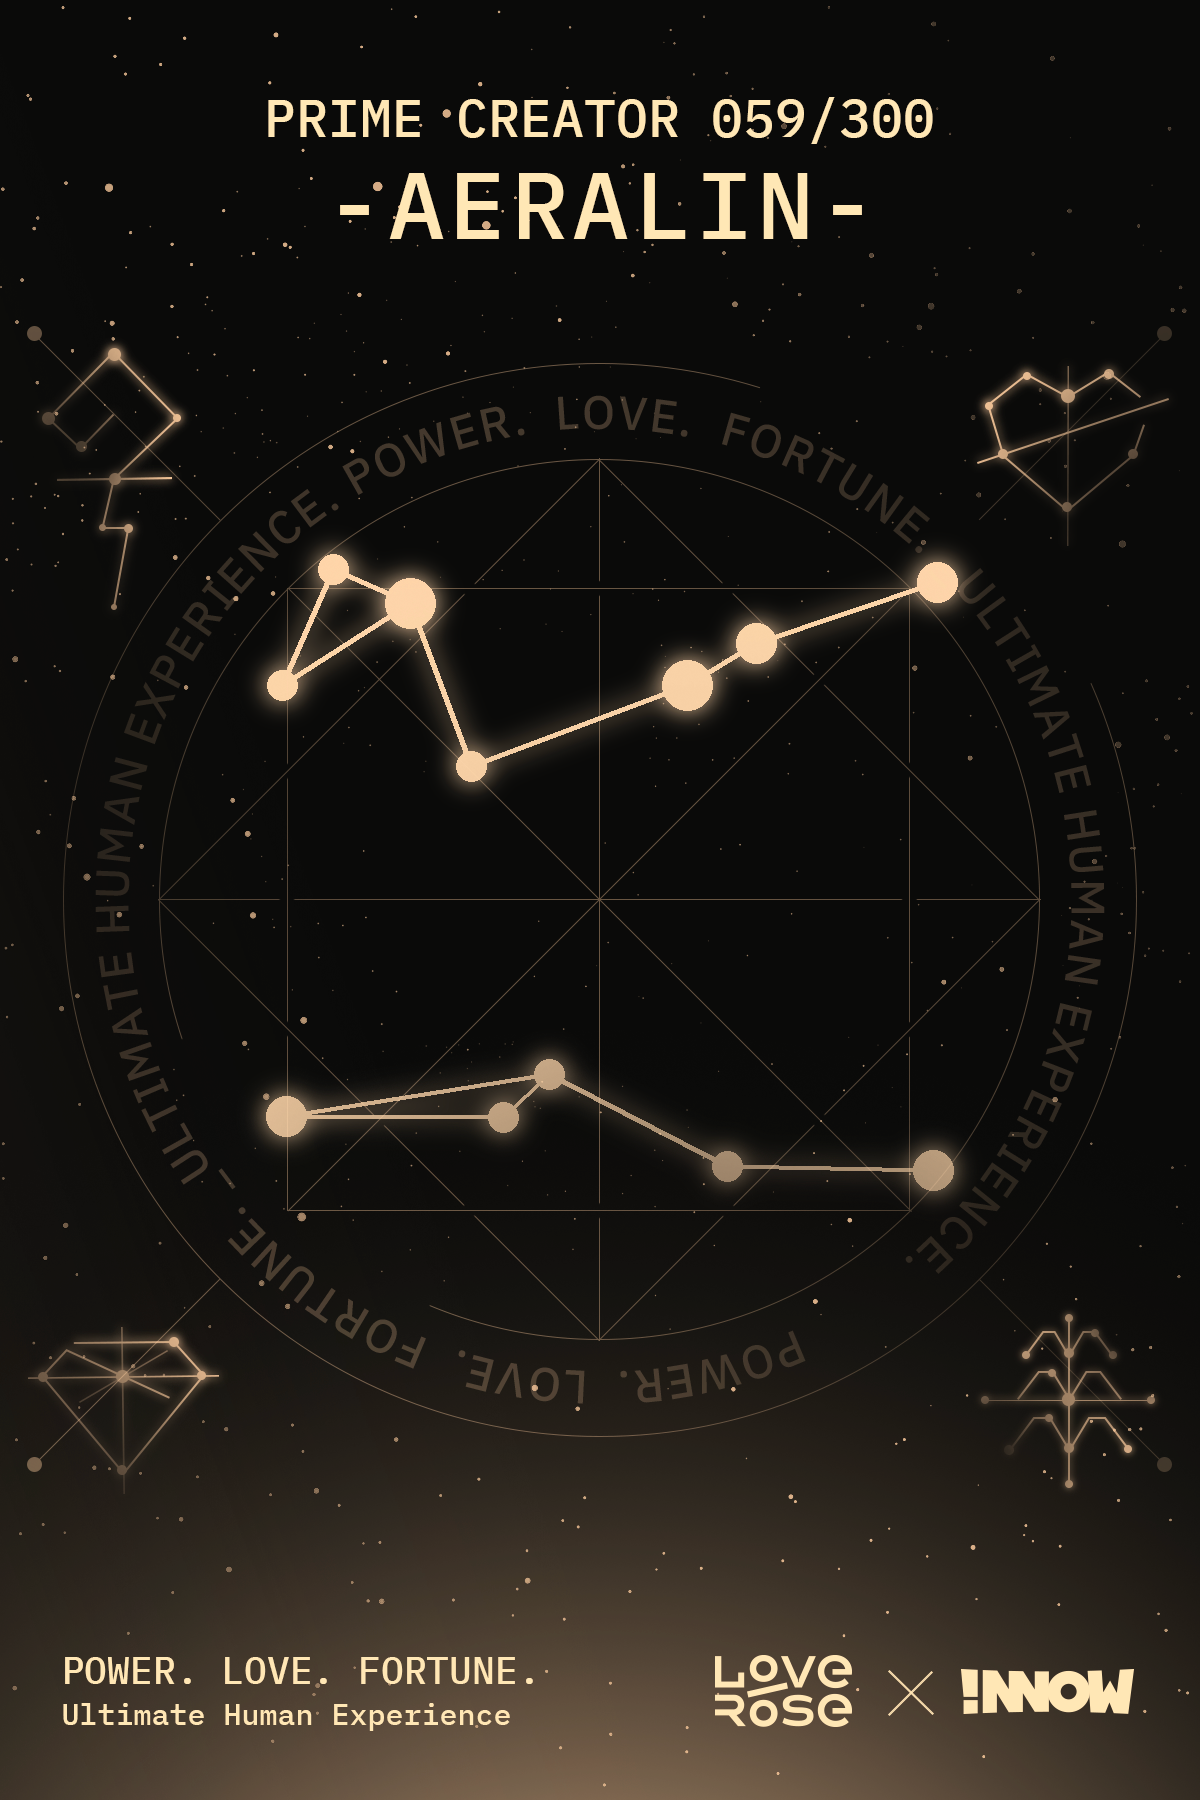 PRIME CREATOR 059/300
-AERALIN-
POWER. LOVE. FORTUNE. ULTIMATE HUMAN EXPERIENCE.
POWER. LOVE. FORTUNE. — ULTIMATE HUMAN EXPERIENCE.
POWER. LOVE. FORTUNE.
Ultimate Human Experience
LOVE ROSE
!NNOW